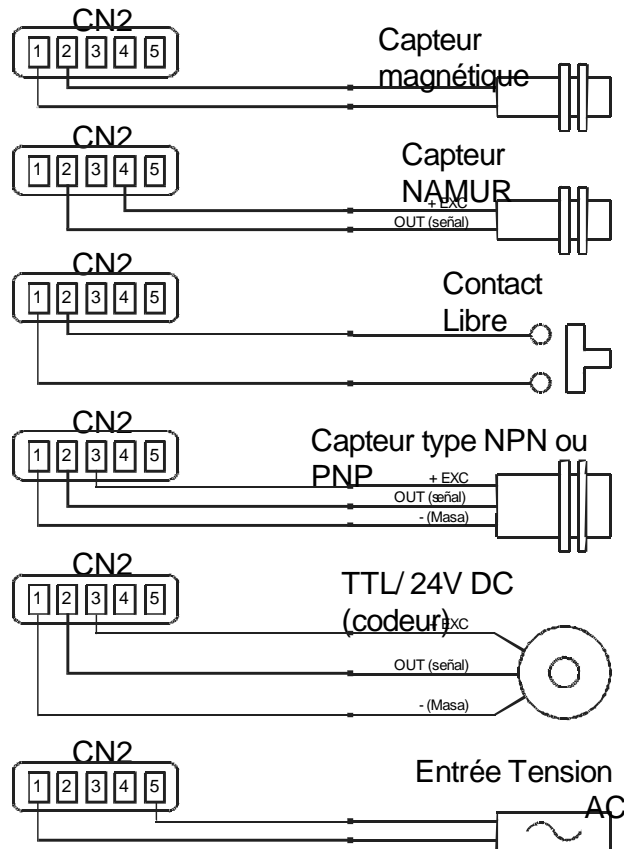 CN2
1 2 3 4 5
Capteur
magnétique
CN2
1 2 3 4 5
Capteur
NAMUR
+ EXC
OUT (señal)
CN2
1 2 3 4 5
Contact
Libre
CN2
1 2 3 4 5
Capteur type NPN ou
PNP
+ EXC
OUT (señal)
- (Masa)
CN2
1 2 3 4 5
TTL/ 24V DC
(codeur)
+ EXC
OUT (señal)
- (Masa)
CN2
1 2 3 4 5
Entrée Tension
AC